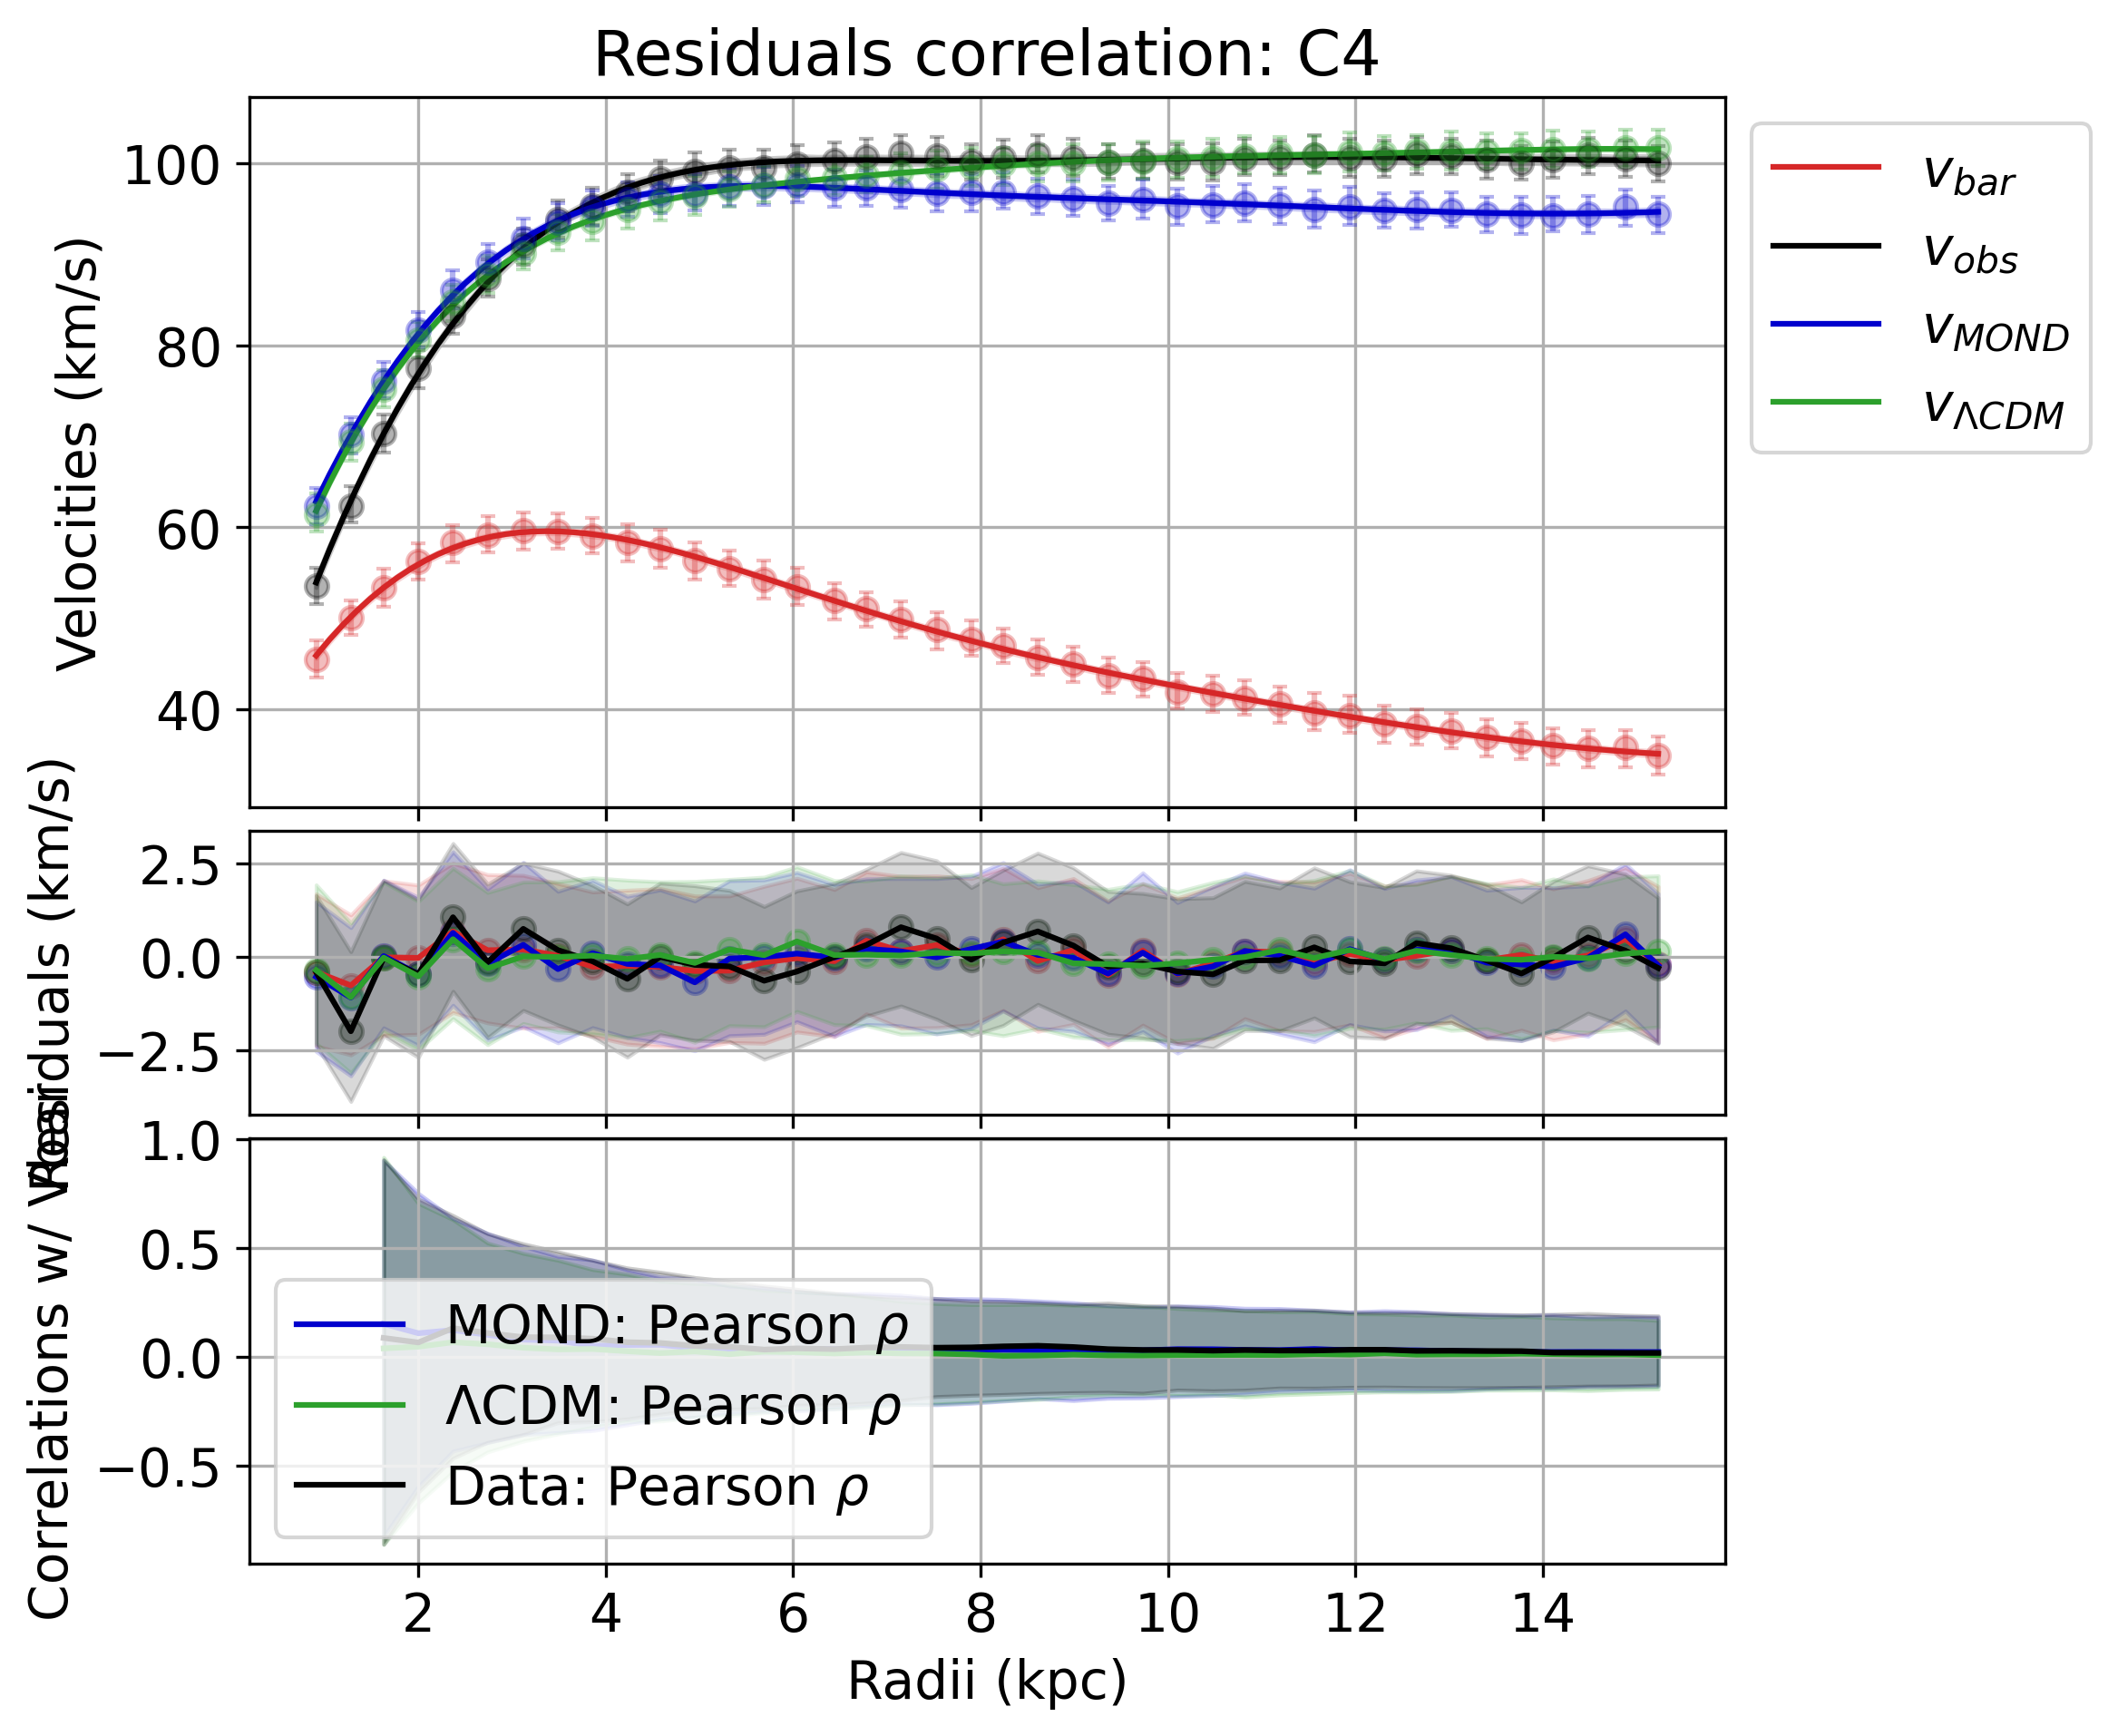 Residuals correlation: C4
Velocities (km/s)
100
80
60
40
v_bar
v_obs
v_MOND
v_ΛCDM
Residuals (km/s)
2.5
0.0
−2.5
Correlations w/ Vbar
1.0
0.5
0.0
−0.5
MOND: Pearson ρ
ΛCDM: Pearson ρ
Data: Pearson ρ
2 4 6 8 10 12 14
Radii (kpc)